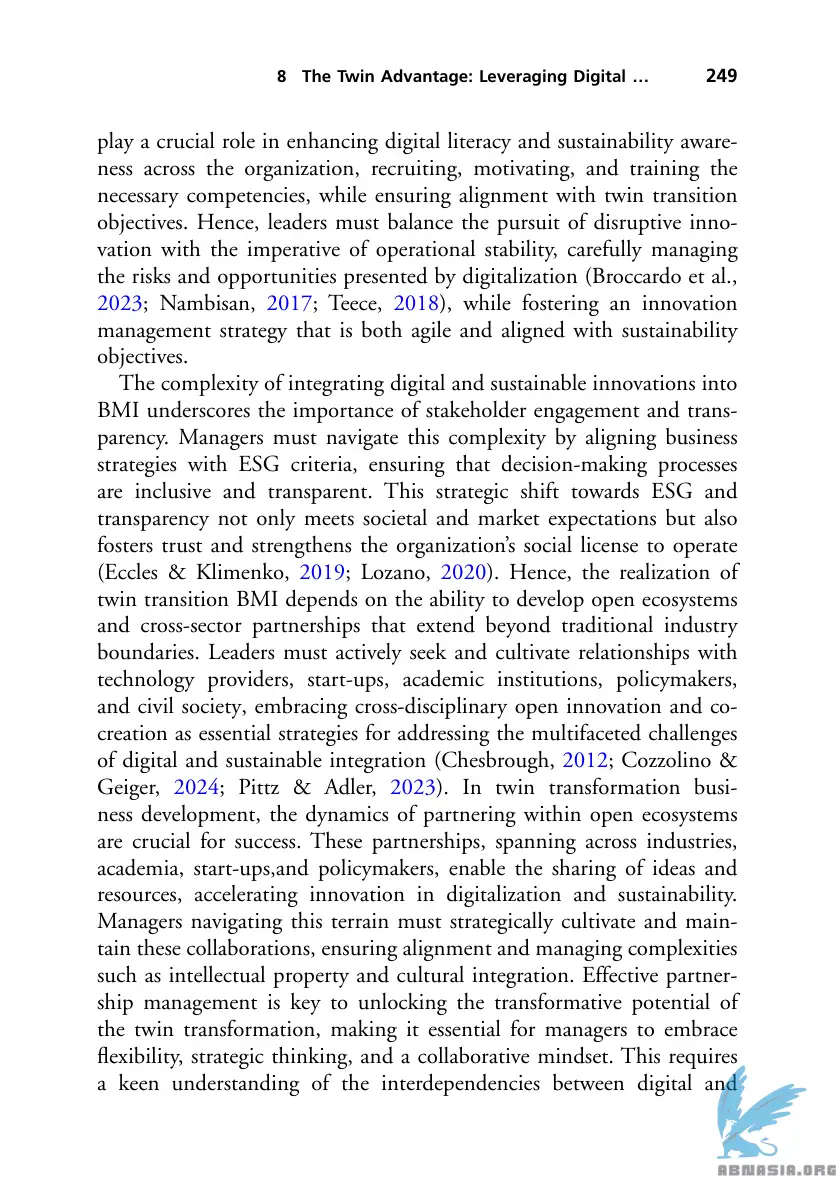 8 The Twin Advantage: Leveraging Digital … 249
play a crucial role in enhancing digital literacy and sustainability aware-
ness across the organization, recruiting, motivating, and training the
necessary competencies, while ensuring alignment with twin transition
objectives. Hence, leaders must balance the pursuit of disruptive inno-
vation with the imperative of operational stability, carefully managing
the risks and opportunities presented by digitalization (Broccardo et al.,
2023; Nambisan, 2017; Teece, 2018), while fostering an innovation
management strategy that is both agile and aligned with sustainability
objectives.
The complexity of integrating digital and sustainable innovations into
BMI underscores the importance of stakeholder engagement and trans-
parency. Managers must navigate this complexity by aligning business
strategies with ESG criteria, ensuring that decision-making processes
are inclusive and transparent. This strategic shift towards ESG and
transparency not only meets societal and market expectations but also
fosters trust and strengthens the organization’s social license to operate
(Eccles & Klimenko, 2019; Lozano, 2020). Hence, the realization of
twin transition BMI depends on the ability to develop open ecosystems
and cross-sector partnerships that extend beyond traditional industry
boundaries. Leaders must actively seek and cultivate relationships with
technology providers, start-ups, academic institutions, policymakers,
and civil society, embracing cross-disciplinary open innovation and co-
creation as essential strategies for addressing the multifaceted challenges
of digital and sustainable integration (Chesbrough, 2012; Cozzolino &
Geiger, 2024; Pittz & Adler, 2023). In twin transformation busi-
ness development, the dynamics of partnering within open ecosystems
are crucial for success. These partnerships, spanning across industries,
academia, start-ups,and policymakers, enable the sharing of ideas and
resources, accelerating innovation in digitalization and sustainability.
Managers navigating this terrain must strategically cultivate and main-
tain these collaborations, ensuring alignment and managing complexities
such as intellectual property and cultural integration. Effective partner-
ship management is key to unlocking the transformative potential of
the twin transformation, making it essential for managers to embrace
flexibility, strategic thinking, and a collaborative mindset. This requires
a keen understanding of the interdependencies between digital and
ABNASIA.ORG